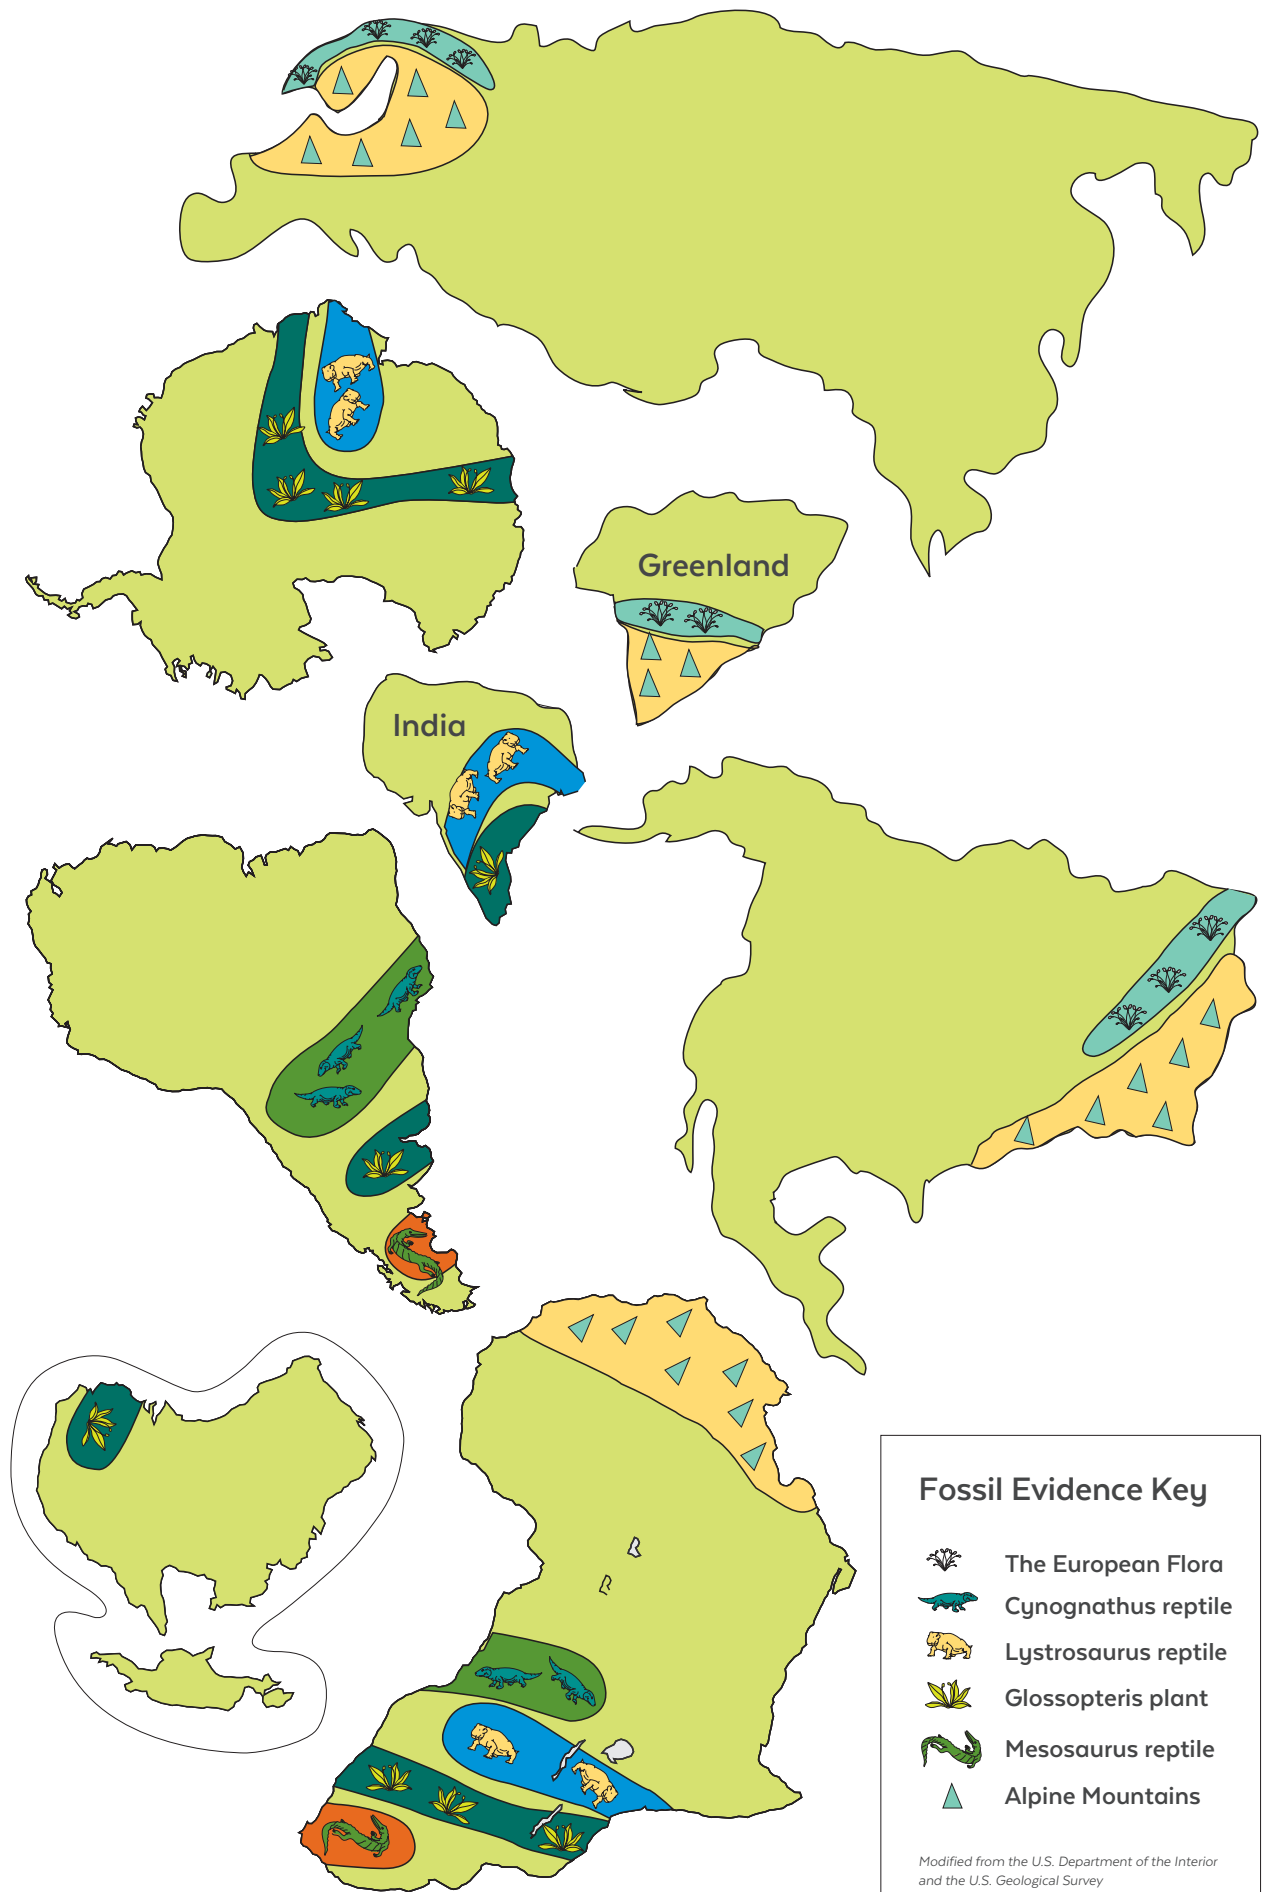 Greenland
India
Fossil Evidence Key
The European Flora
Cynognathus reptile
Lystrosaurus reptile
Glossopteris plant
Mesosaurus reptile
Alpine Mountains
Modified from the U.S. Department of the Interior
and the U.S. Geological Survey